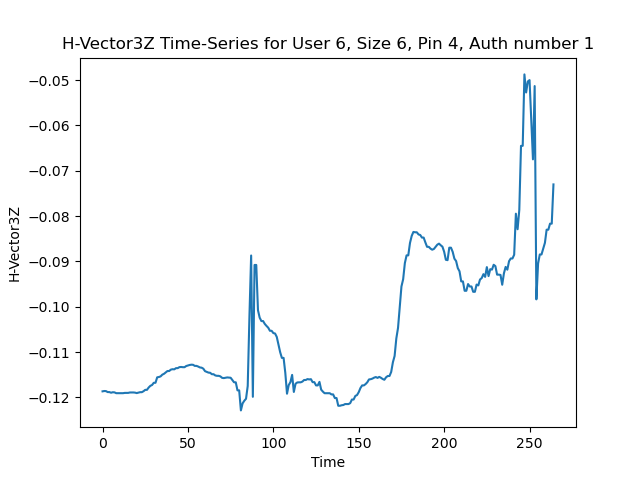 H-Vector3Z Time-Series for User 6, Size 6, Pin 4, Auth number 1
−0.05
−0.06
−0.07
−0.08
−0.09
−0.10
−0.11
−0.12
H-Vector3Z
0 50 100 150 200 250
Time